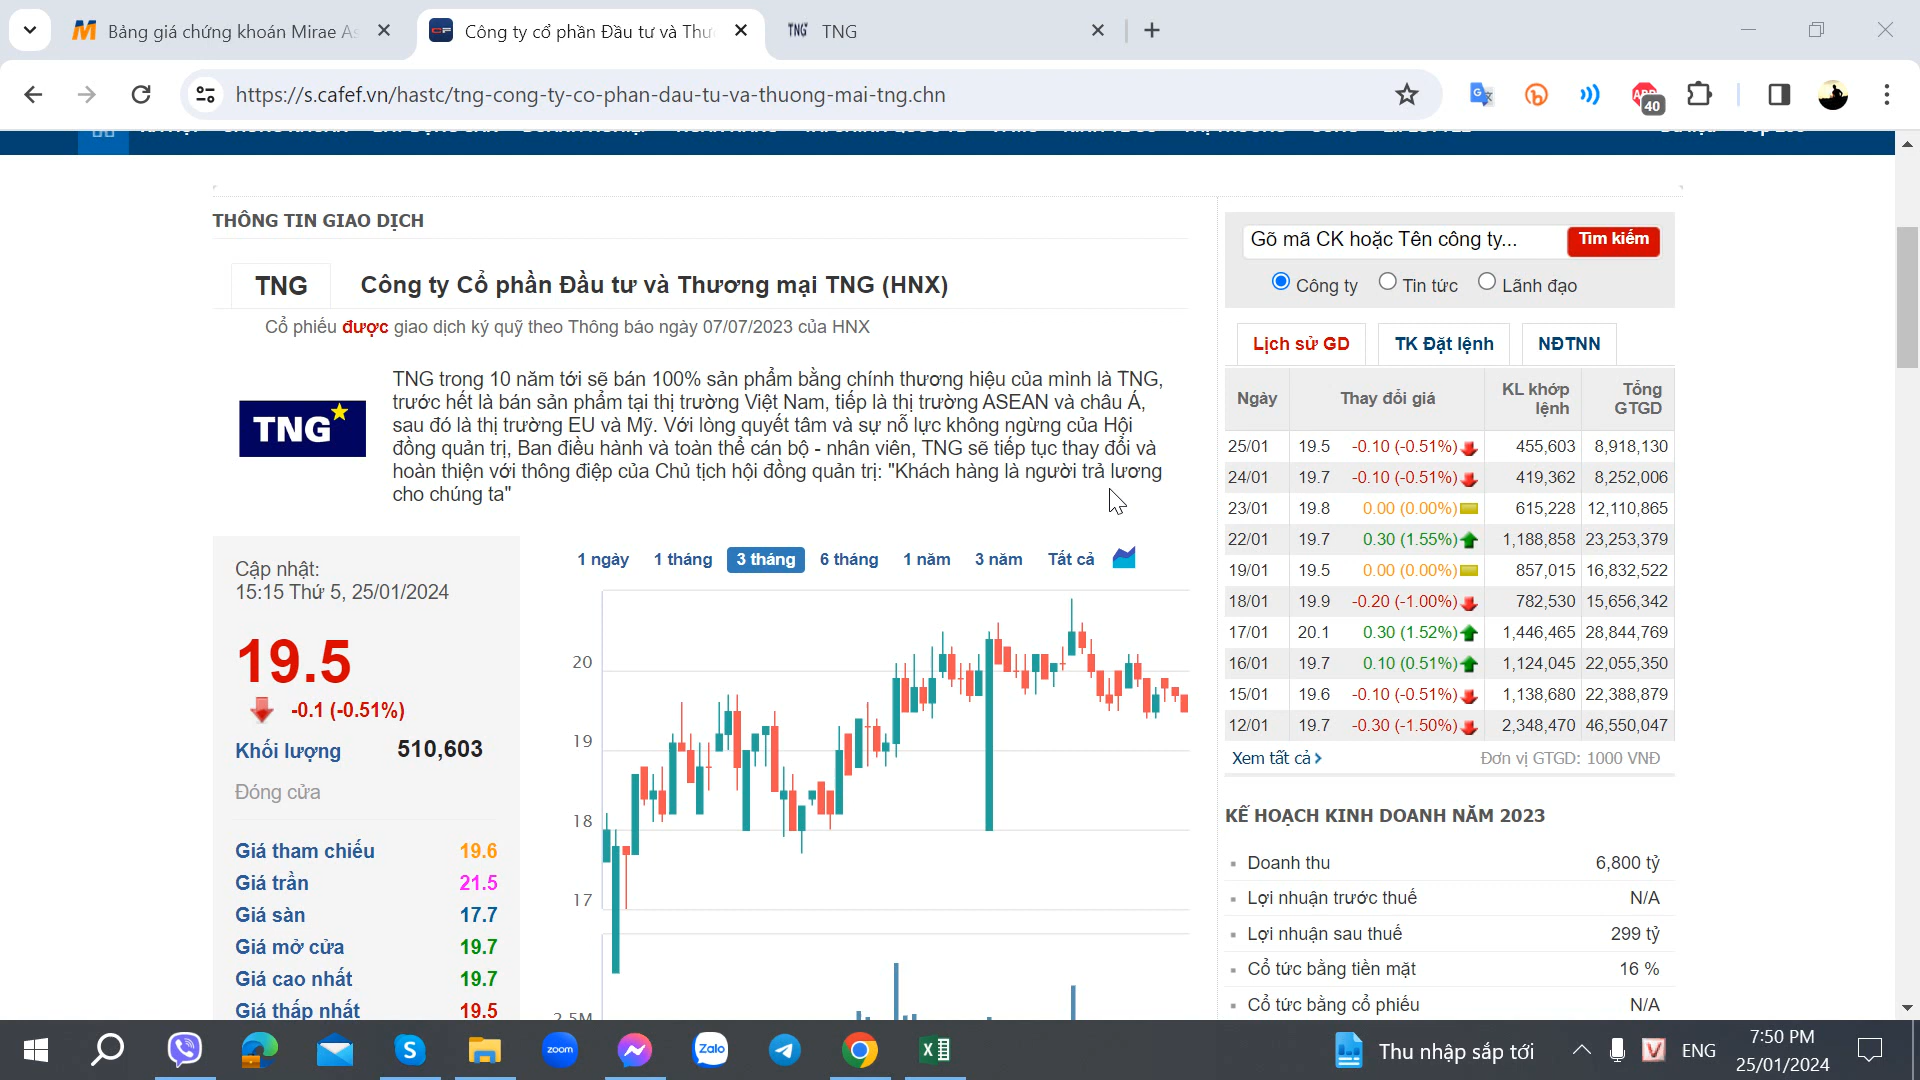 Bảng giá chứng khoán Mirae As
Công ty cổ phần Đầu tư và Thươ
TNG
TNG
https://s.cafef.vn/hastc/tng-cong-ty-co-phan-dau-tu-va-thuong-mai-tng.chn
40
THÔNG TIN GIAO DỊCH
TNG
Công ty Cổ phần Đầu tư và Thương mại TNG (HNX)
Cổ phiếu được giao dịch ký quỹ theo Thông báo ngày 07/07/2023 của HNX
TNG
TNG trong 10 năm tới sẽ bán 100% sản phẩm bằng chính thương hiệu của mình là TNG,
trước hết là bán sản phẩm tại thị trường Việt Nam, tiếp là thị trường ASEAN và châu Á,
sau đó là thị trường EU và Mỹ. Với lòng quyết tâm và sự nỗ lực không ngừng của Hội
đồng quản trị, Ban điều hành và toàn thể cán bộ - nhân viên, TNG sẽ tiếp tục thay đổi và
hoàn thiện với thông điệp của Chủ tịch hội đồng quản trị: "Khách hàng là người trả lương
cho chúng ta"
Cập nhật:
15:15 Thứ 5, 25/01/2024
19.5
-0.1 (-0.51%)
Khối lượng 510,603
Đóng cửa
Giá tham chiếu 19.6
Giá trần 21.5
Giá sàn 17.7
Giá mở cửa 19.7
Giá cao nhất 19.7
Giá thấp nhất 19.5
1 ngày 1 tháng 3 tháng 6 tháng 1 năm 3 năm Tất cả
20
19
18
17
2.5M
Gõ mã CK hoặc Tên công ty...
Tìm kiếm
Công ty Tin tức Lãnh đạo
Lịch sử GD TK Đặt lệnh NĐTNN
Ngày Thay đổi giá KL khớp lệnh Tổng GTGD
25/01 19.5 -0.10 (-0.51%) 455,603 8,918,130
24/01 19.7 -0.10 (-0.51%) 419,362 8,252,006
23/01 19.8 0.00 (0.00%) 615,228 12,110,865
22/01 19.7 0.30 (1.55%) 1,188,858 23,253,379
19/01 19.5 0.00 (0.00%) 857,015 16,832,522
18/01 19.9 -0.20 (-1.00%) 782,530 15,656,342
17/01 20.1 0.30 (1.52%) 1,446,465 28,844,769
16/01 19.7 0.10 (0.51%) 1,124,045 22,055,350
15/01 19.6 -0.10 (-0.51%) 1,138,680 22,388,879
12/01 19.7 -0.30 (-1.50%) 2,348,470 46,550,047
Xem tất cả Đơn vị GTGD: 1000 VNĐ
KẾ HOẠCH KINH DOANH NĂM 2023
Doanh thu 6,800 tỷ
Lợi nhuận trước thuế N/A
Lợi nhuận sau thuế 299 tỷ
Cổ tức bằng tiền mặt 16 %
Cổ tức bằng cổ phiếu N/A
zoom
Zalo
Thu nhập sắp tới
ENG
7:50 PM
25/01/2024